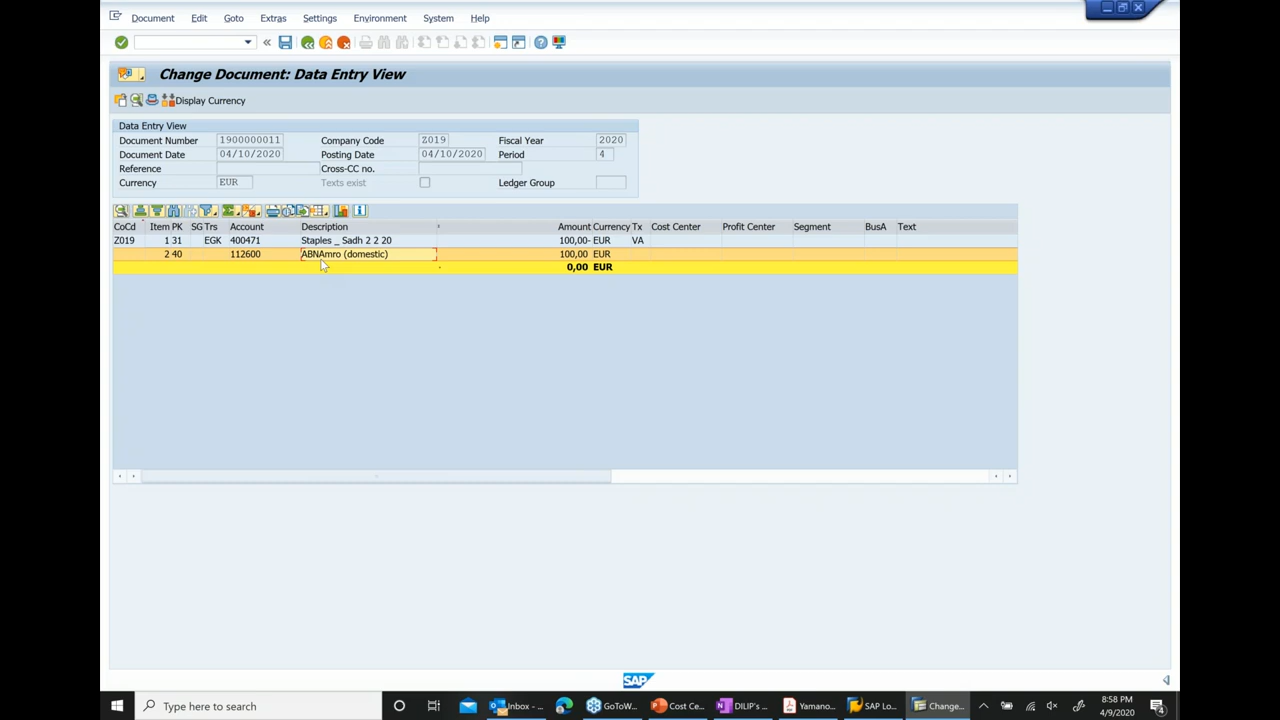 Document Edit Goto Extras Settings Environment System Help
Change Document: Data Entry View
Display Currency
Data Entry View
Document Number 1900000011 Company Code Z019 Fiscal Year 2020
Document Date 04/10/2020 Posting Date 04/10/2020 Period 4
Reference Cross-CC no.
Currency EUR Texts exist Ledger Group
CoCd Item PK SG Trs Account Description Amount Currency Tx Cost Center Profit Center Segment BusA Text
Z019 1 31 EGK 400471 Staples _ Sadh 2 2 20 100,00- EUR VA
2 40 112600 ABNAmro (domestic) 100,00 EUR
0,00 EUR
SAP
Type here to search Inbox - ... GoToW... Cost Ce... DILIP's ... Yamano... SAP Lo... Change... 8:58 PM
4/9/2020 4